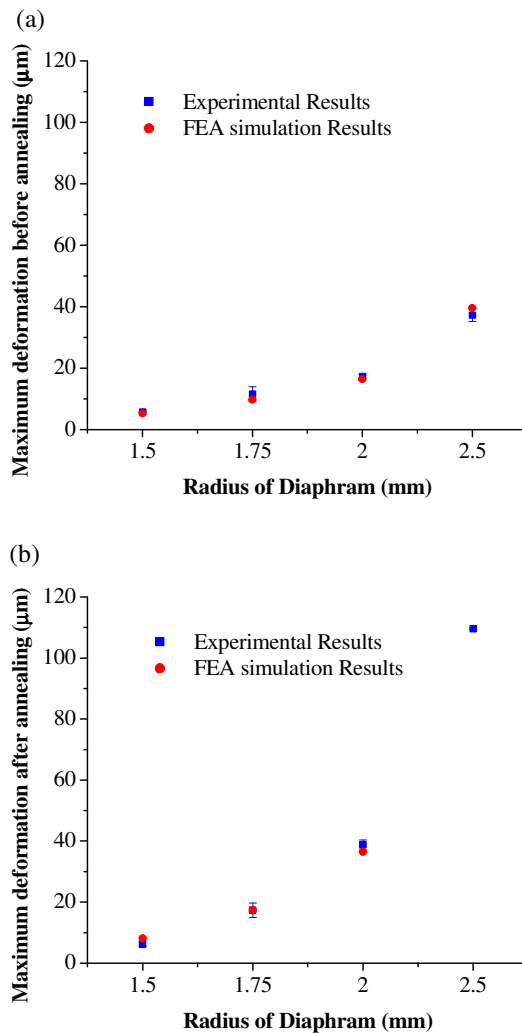 (a)
Maximum deformation before annealing (μm)
120
100
80
60
40
20
0
Experimental Results
FEA simulation Results
1.5 1.75 2 2.5
Radius of Diaphram (mm)
(b)
Maximum deformation after annealing (μm)
120
100
80
60
40
20
0
Experimental Results
FEA simulation Results
1.5 1.75 2 2.5
Radius of Diaphram (mm)